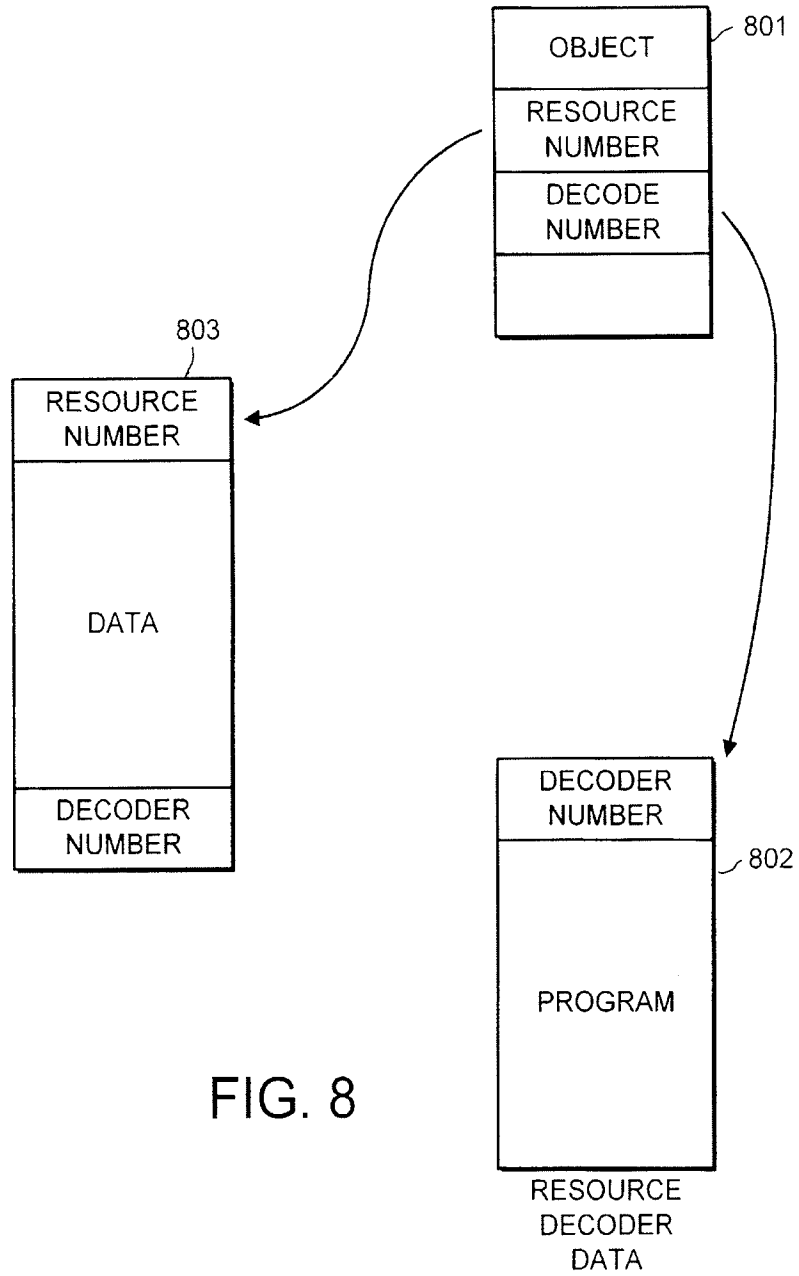 801
OBJECT
RESOURCE
NUMBER
DECODE
NUMBER
803
RESOURCE
NUMBER
DATA
DECODER
NUMBER
DECODER
NUMBER
802
PROGRAM
FIG. 8
RESOURCE
DECODER
DATA